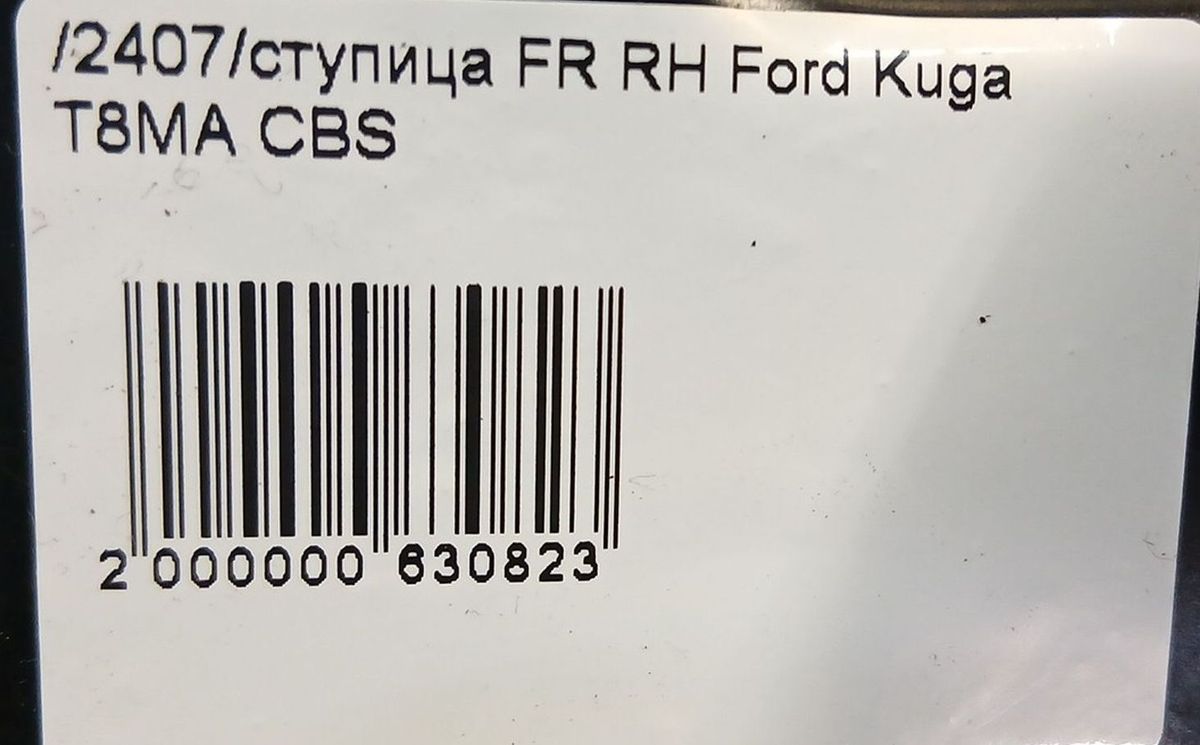 /2407/ступица FR RH Ford Kuga
T8MA CBS
2 000000 630823